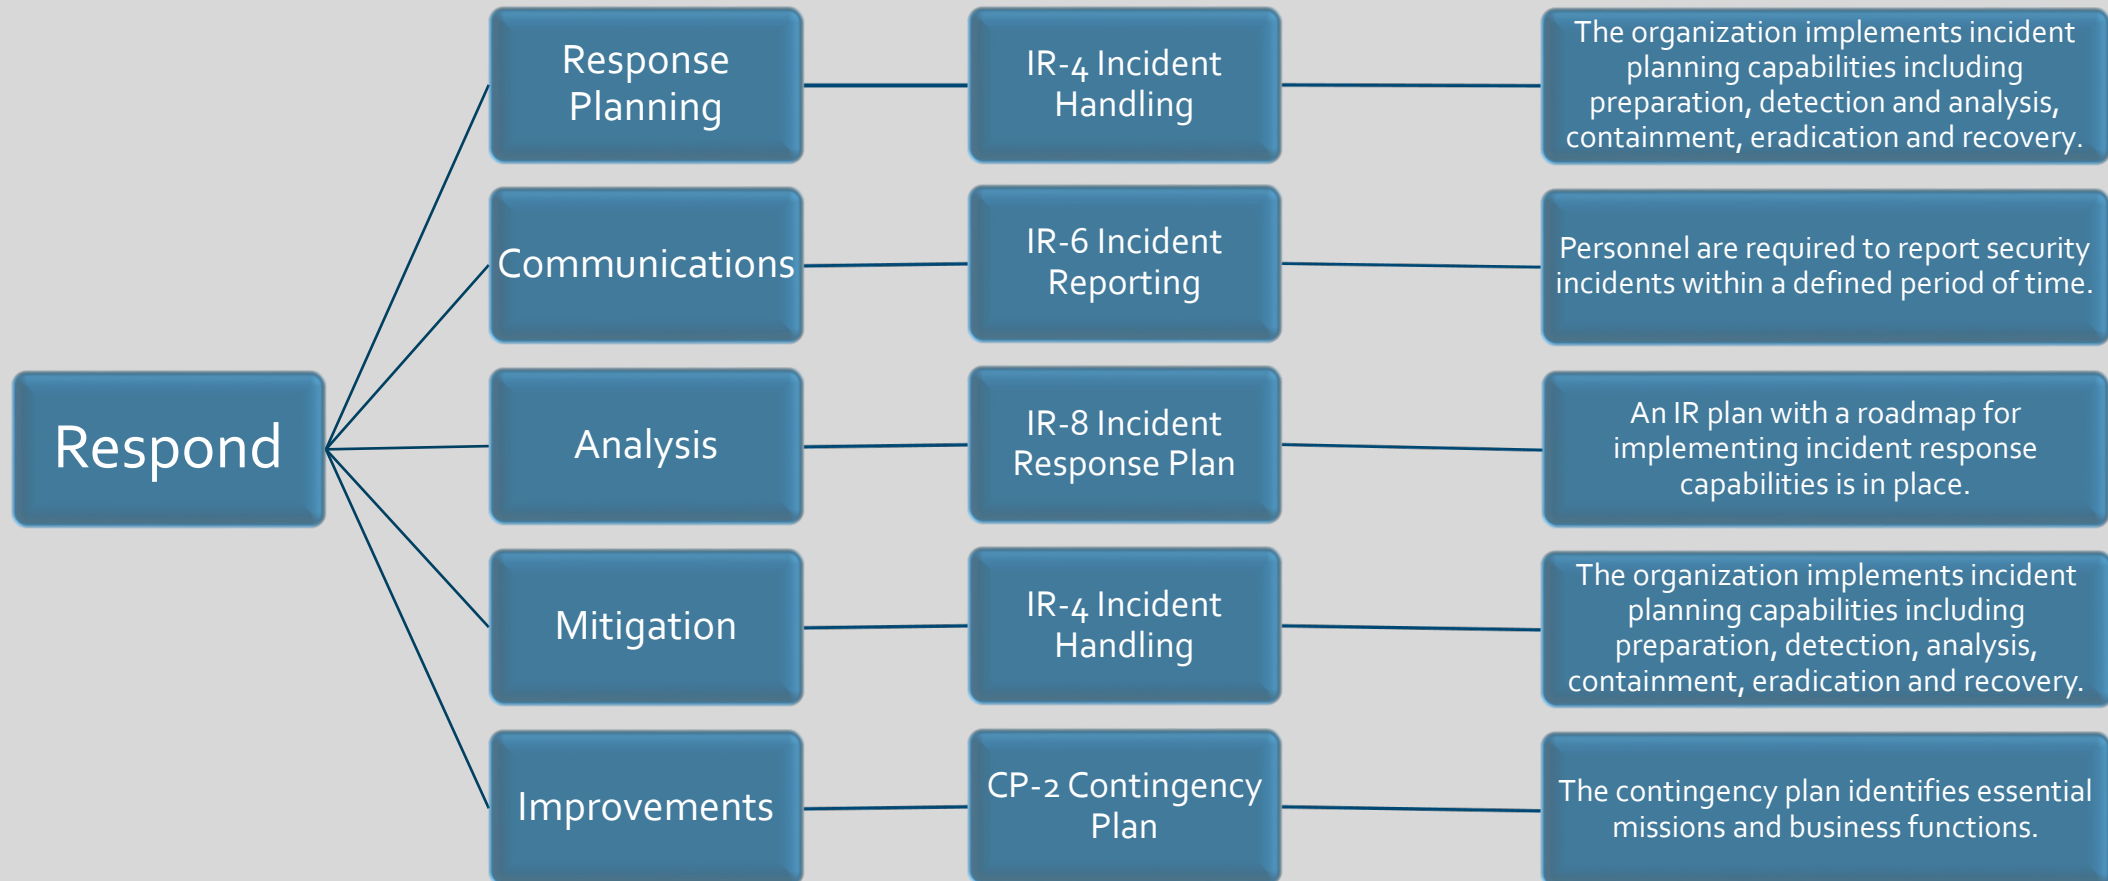 Respond
Response
Planning
IR-4 Incident
Handling
The organization implements incident
planning capabilities including
preparation, detection and analysis,
containment, eradication and recovery.
Communications
IR-6 Incident
Reporting
Personnel are required to report security
incidents within a defined period of time.
Analysis
IR-8 Incident
Response Plan
An IR plan with a roadmap for
implementing incident response
capabilities is in place.
Mitigation
IR-4 Incident
Handling
The organization implements incident
planning capabilities including
preparation, detection, analysis,
containment, eradication and recovery.
Improvements
CP-2 Contingency
Plan
The contingency plan identifies essential
missions and business functions.